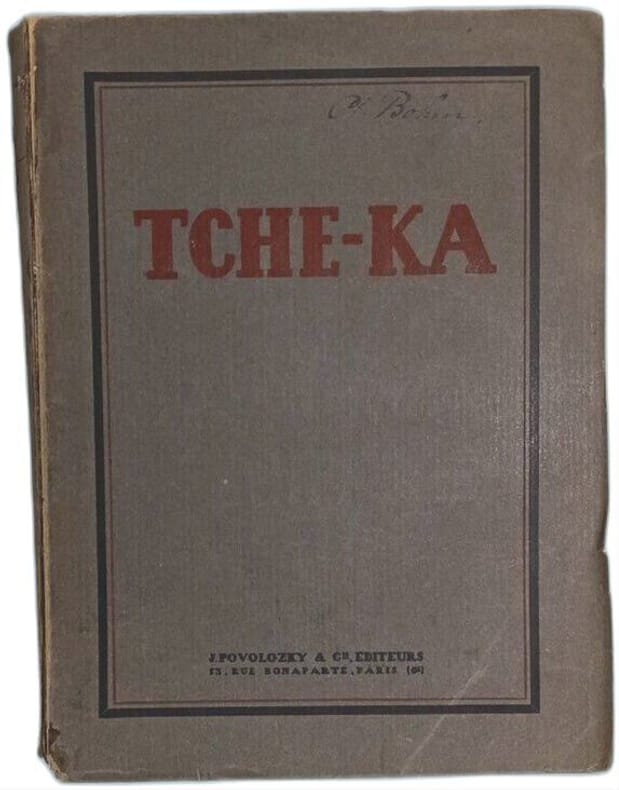 TCHE-KA
J. POVOLOZKY & Cie, EDITEURS
13, RUE BONAPARTE, PARIS (6e)